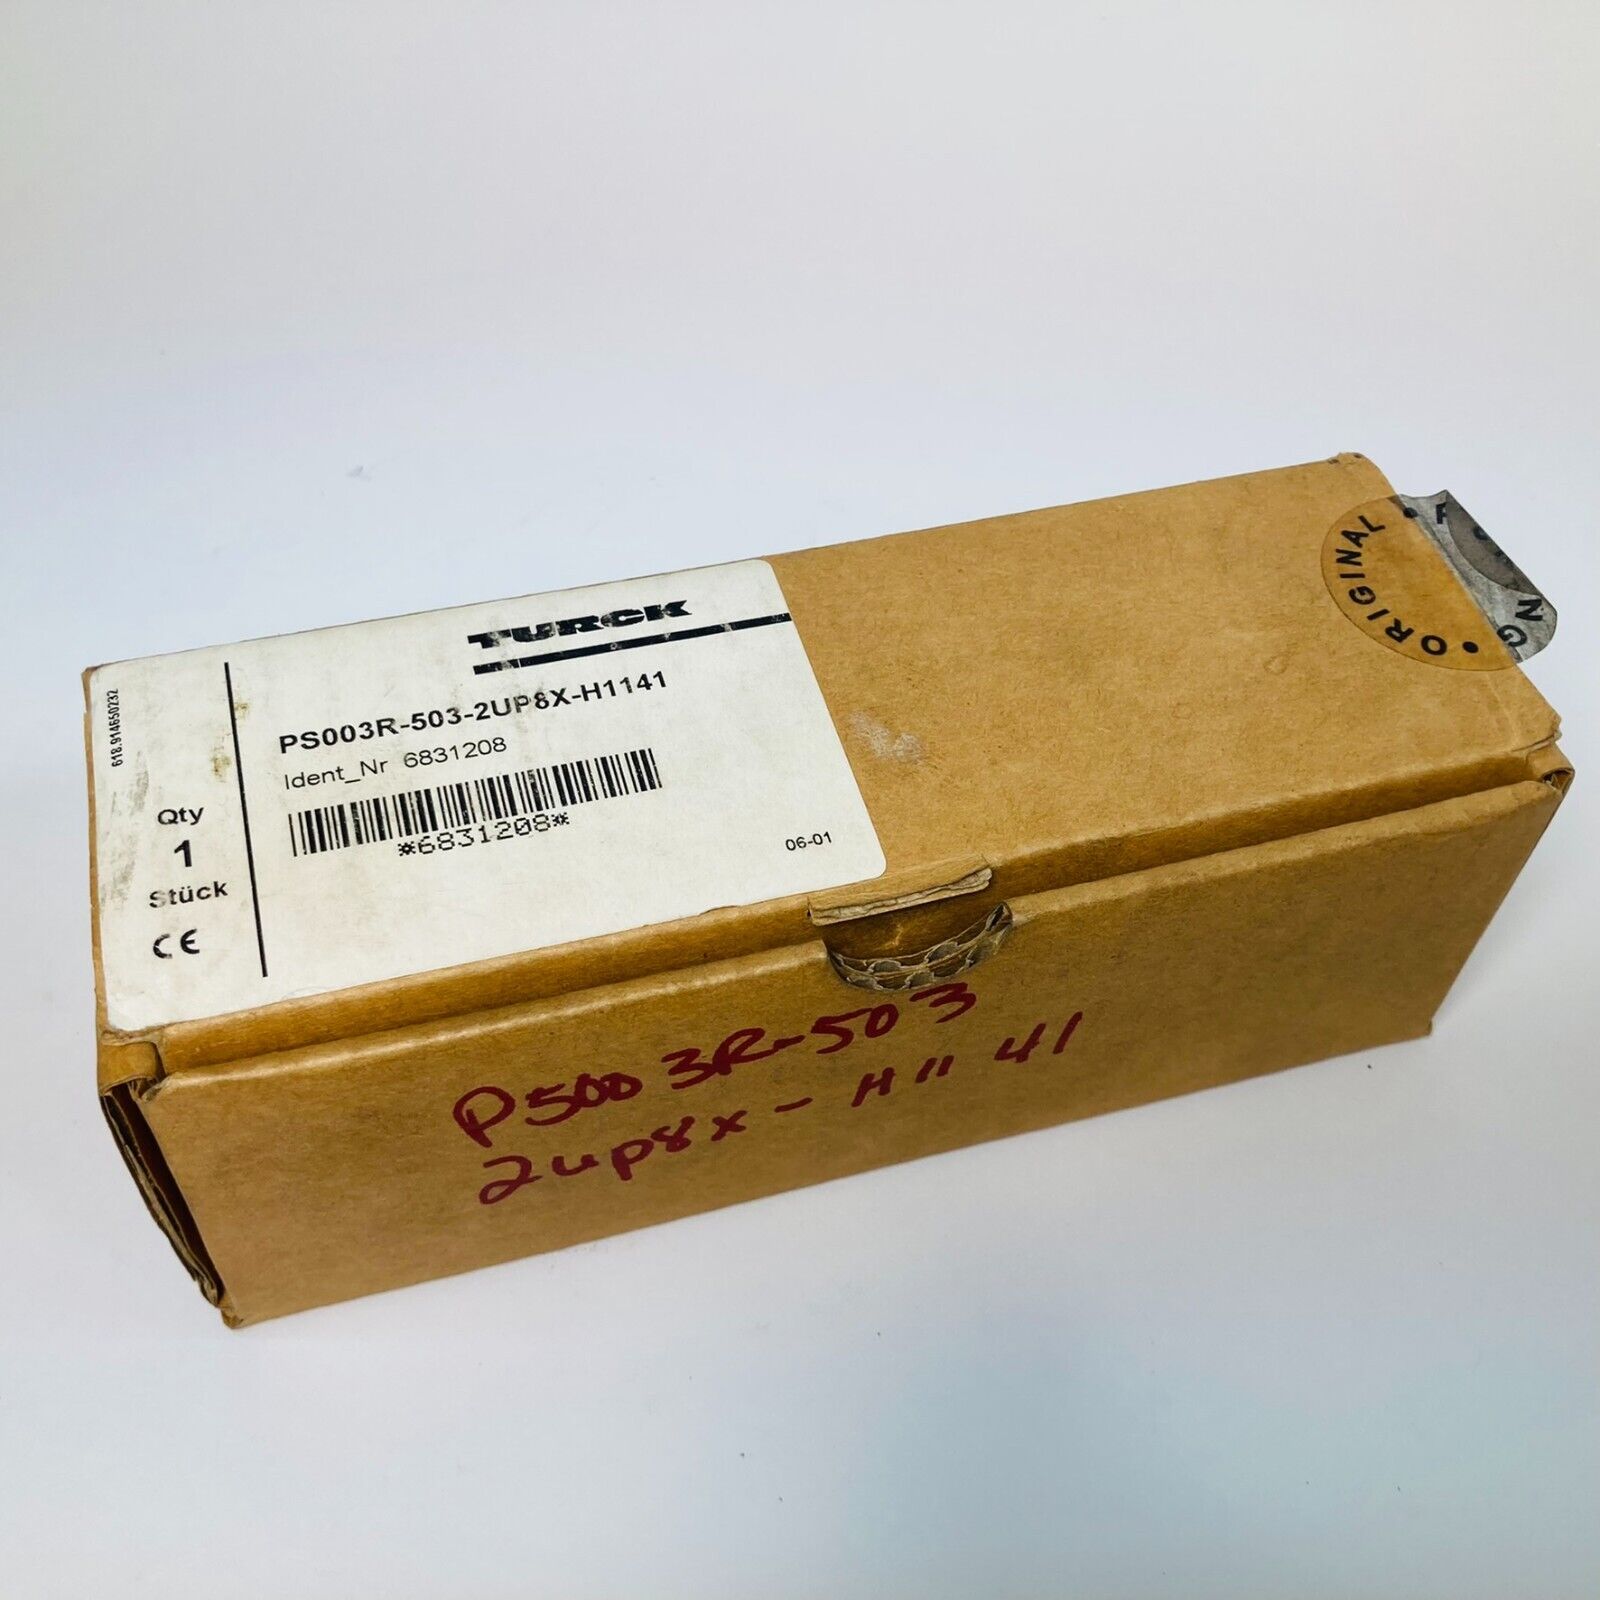 TURCK
PS003R-503-2UP8X-H1141
Ident_Nr 6831208
*6831208*
06-01
618.914650232
Qty
1
Stück
CE
ORIGINAL
PS003R-503
2up8x-H1141